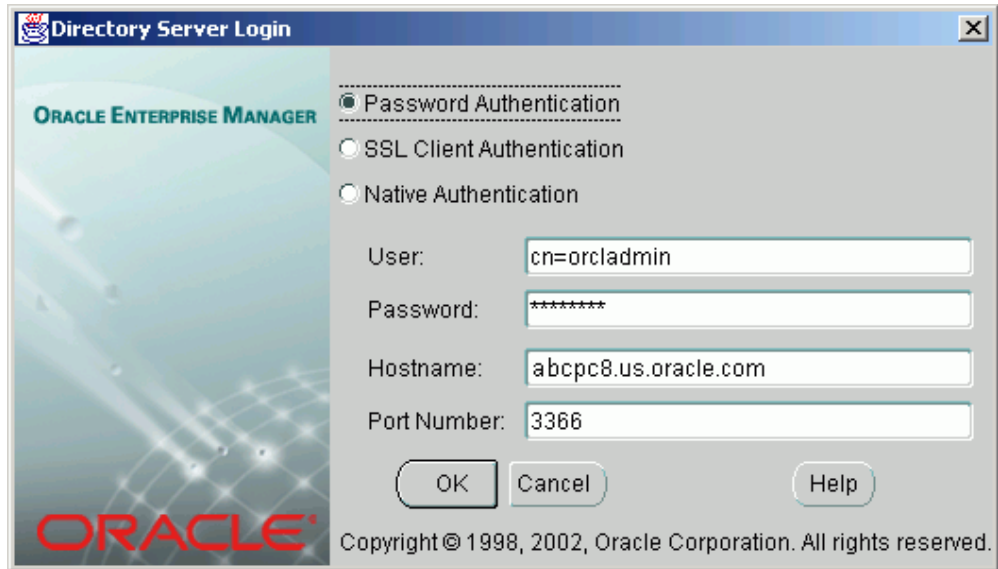 Directory Server Login
ORACLE ENTERPRISE MANAGER
Password Authentication
SSL Client Authentication
Native Authentication
User: cn=orcladmin
Password: ********
Hostname: abcpc8.us.oracle.com
Port Number: 3366
OK Cancel Help
ORACLE®
Copyright © 1998, 2002, Oracle Corporation. All rights reserved.